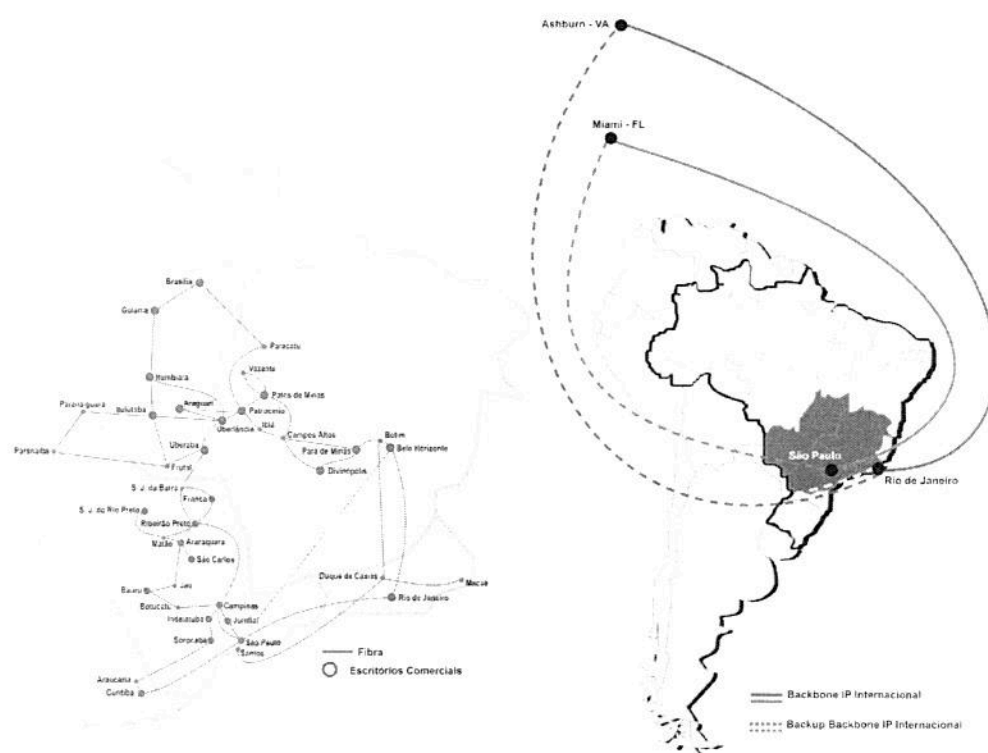 Ashburn - VA
Miami - FL
Brasília
Goiânia
Paracatu
Vazante
Itumbiara
Patos de Minas
Paranaiguara
Araguari
Patrocínio
Ituiutaba
Uberlândia
Ibiá
Campos Altos
Betim
Uberaba
Pará de Minas
Belo Horizonte
Paranaíba
Frutal
Divinópolis
São Paulo
Rio de Janeiro
S. J. da Barra
Franca
S. J. do Rio Preto
Ribeirão Preto
Matão
Araraquara
São Carlos
Duque de Caxias
Macaé
Bauru
Jaú
Botucatu
Campinas
Rio de Janeiro
Indaiatuba
Jundiaí
Sorocaba
São Paulo
Santos
Fibra
Escritórios Comerciais
Araucária
Curitiba
Backbone IP Internacional
Backup Backbone IP Internacional